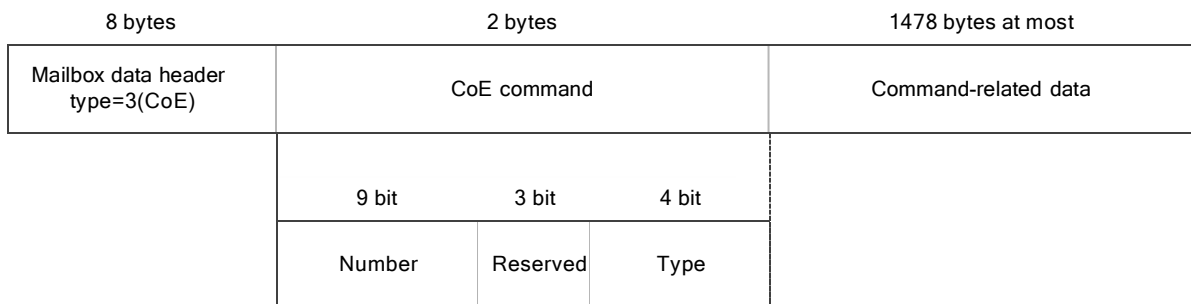 8 bytes
2 bytes
1478 bytes at most
Mailbox data header
type=3(CoE)
CoE command
Command-related data
9 bit
3 bit
4 bit
Number
Reserved
Type